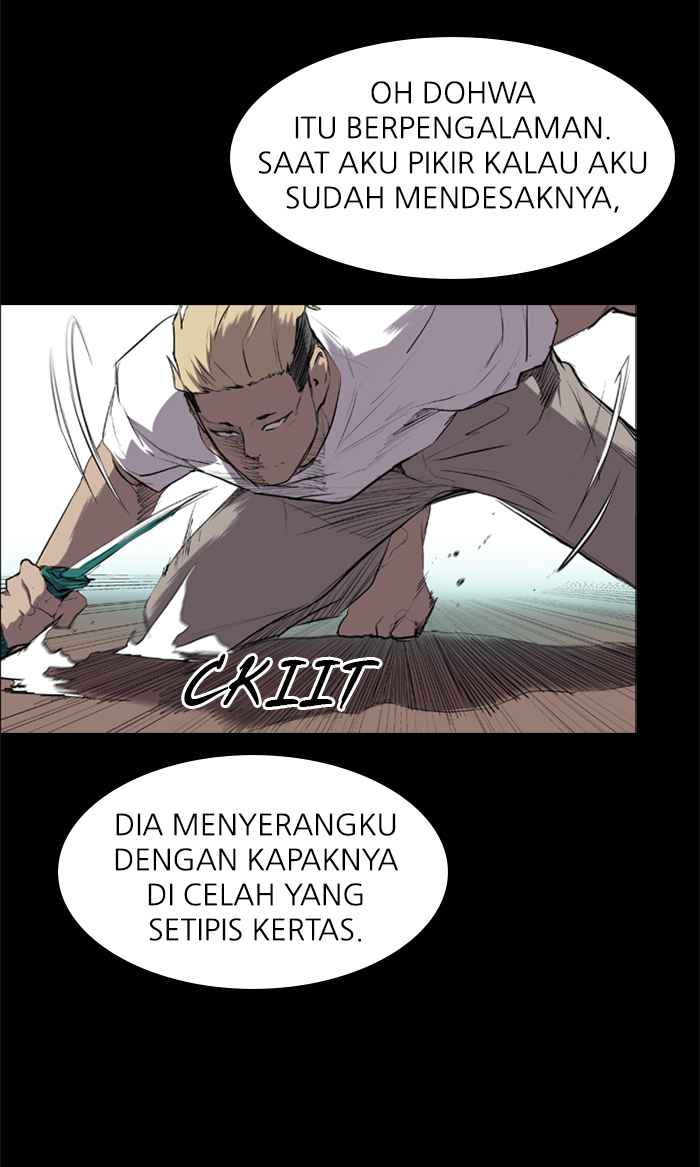 OH DOHWA
ITU BERPENGALAMAN.
SAAT AKU PIKIR KALAU AKU
SUDAH MENDESAKNYA,
CKIIT
DIA MENYERANGKU
DENGAN KAPAKNYA
DI CELAH YANG
SETIPIS KERTAS.